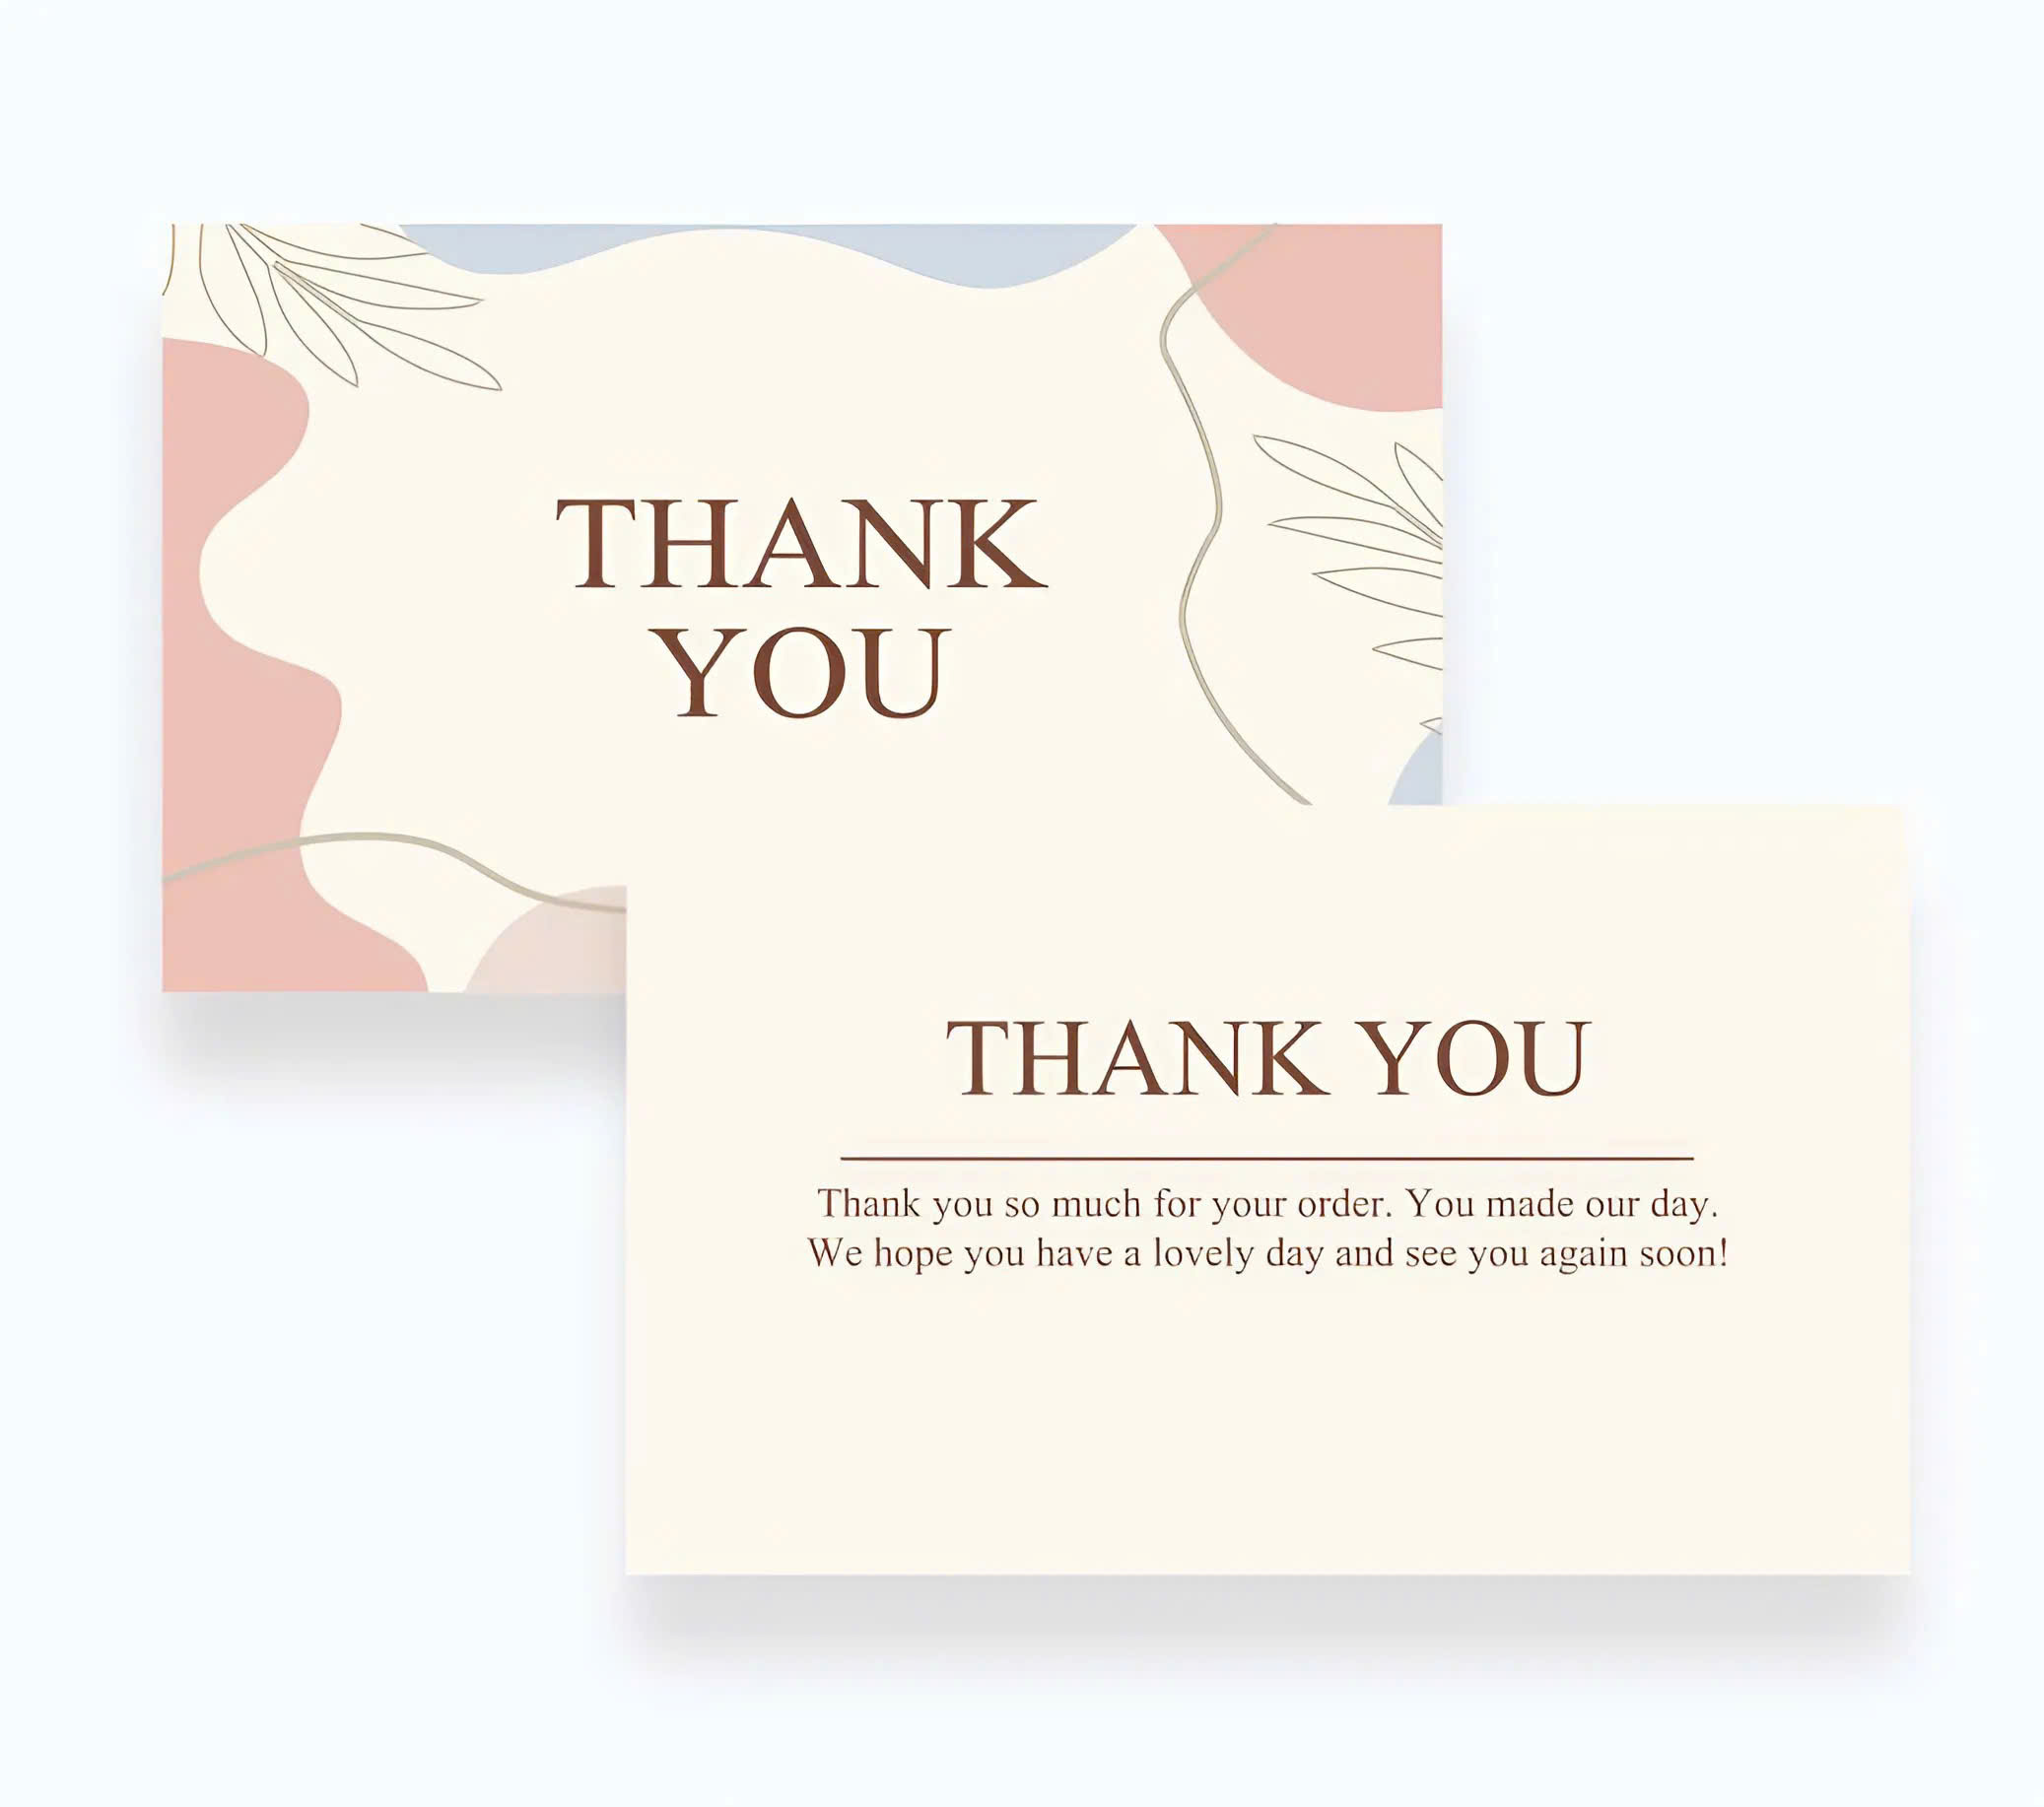 THANK
YOU
THANK YOU
Thank you so much for your order. You made our day.
We hope you have a lovely day and see you again soon!